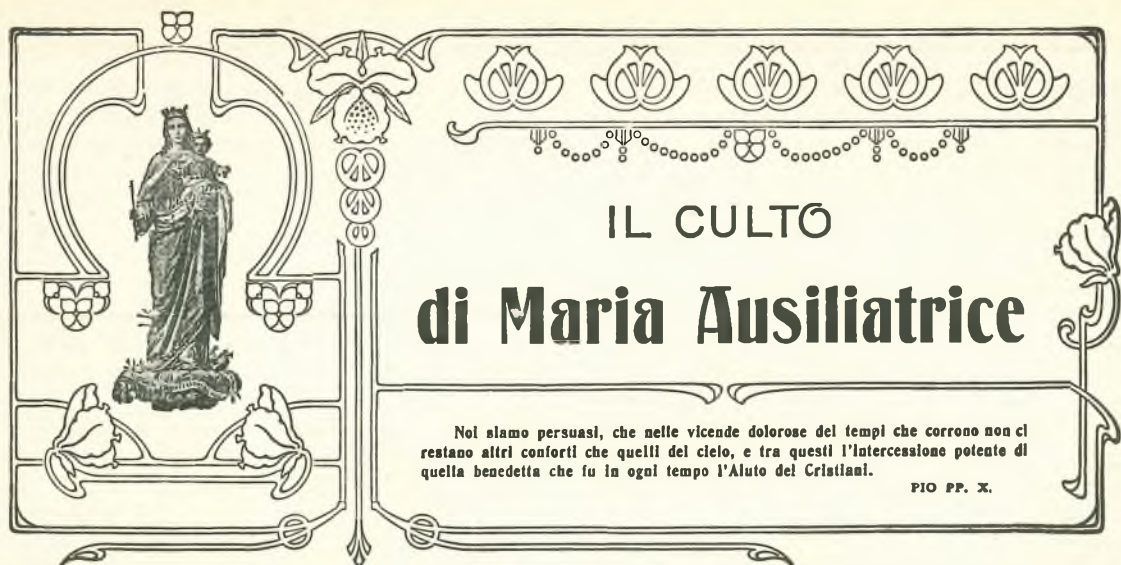 IL CULTO
di Maria Ausiliatrice
Noi siamo persuasi, che nelle vicende dolorose dei tempi che corrono non ci
restano altri conforti che quelli del cielo, e tra questi l'intercessione potente di
quella benedetta che fu in ogni tempo l'Aiuto dei Cristiani.
PIO PP. X.